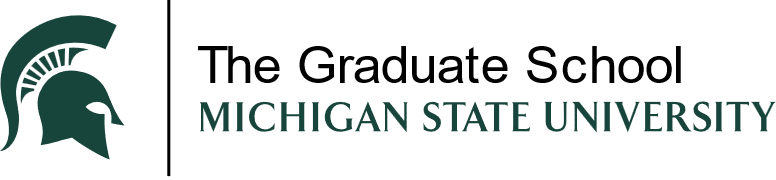 The Graduate School
MICHIGAN STATE UNIVERSITY